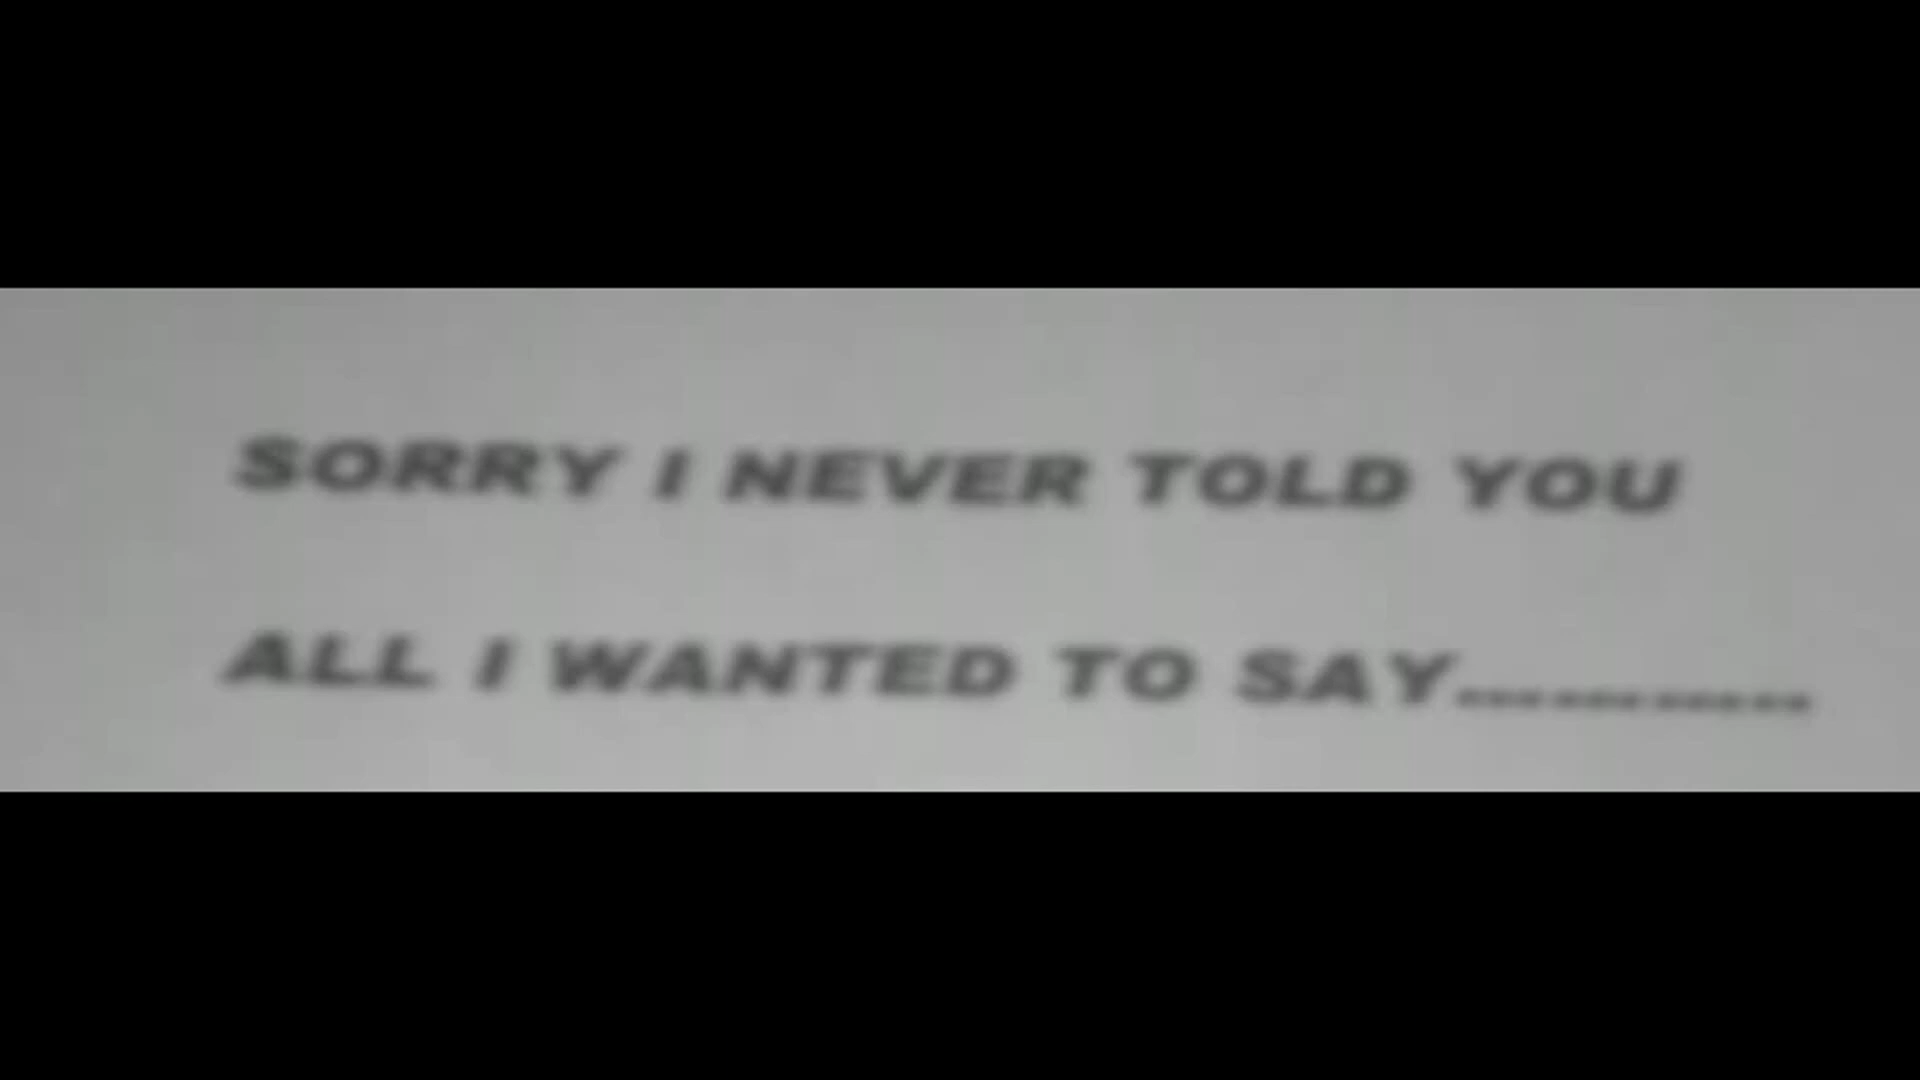 SORRY I NEVER TOLD YOU
ALL I WANTED TO SAY............